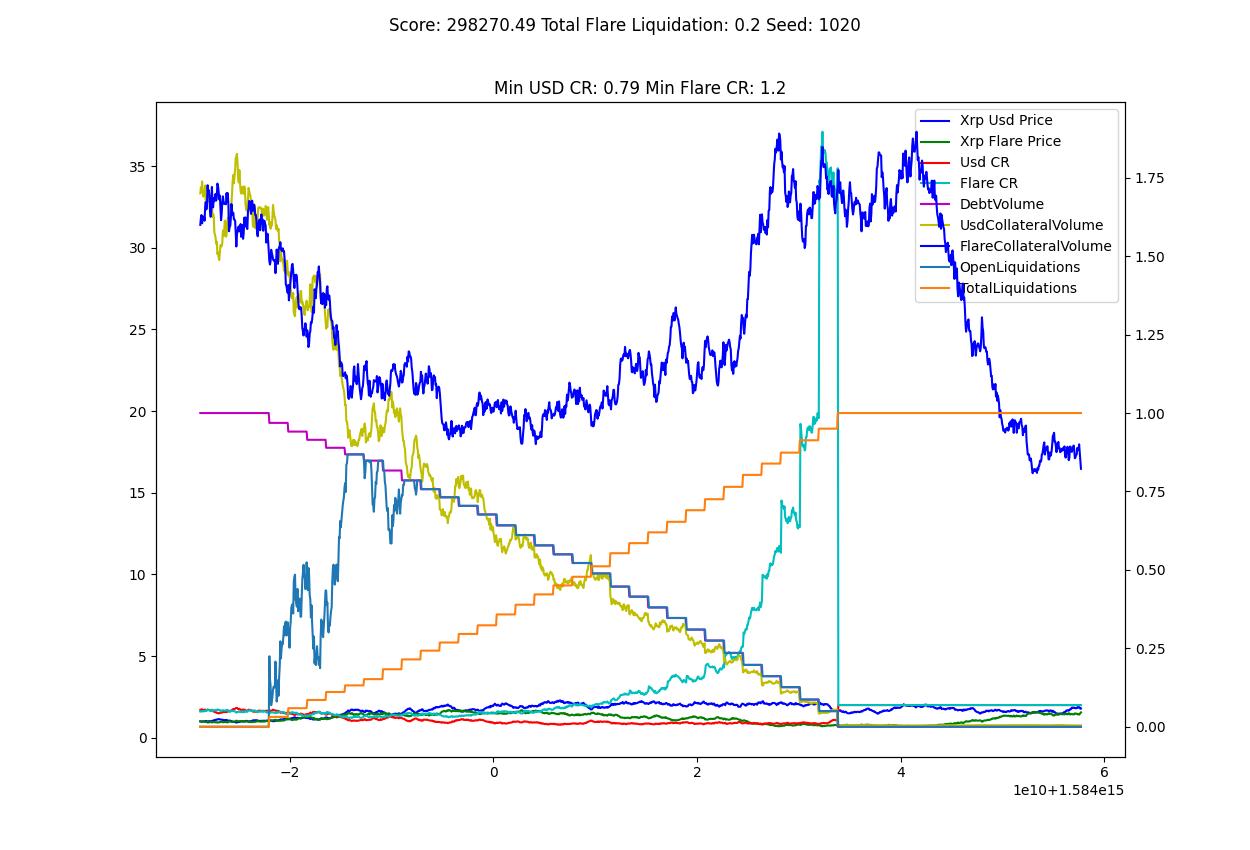 Score: 298270.49 Total Flare Liquidation: 0.2 Seed: 1020
Min USD CR: 0.79 Min Flare CR: 1.2
Xrp Usd Price
Xrp Flare Price
Usd CR
Flare CR
DebtVolume
UsdCollateralVolume
FlareCollateralVolume
OpenLiquidations
TotalLiquidations
35
30
25
20
15
10
5
0
1.75
1.50
1.25
1.00
0.75
0.50
0.25
0.00
−2 0 2 4 6
1e10+1.584e15